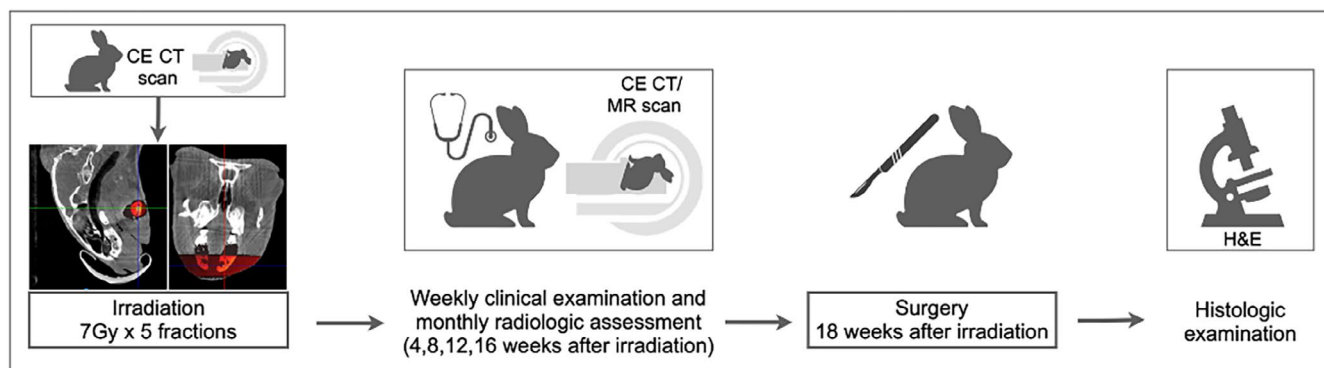 CE CT
scan
Irradiation
7Gy x 5 fractions
CE CT/
MR scan
Weekly clinical examination and
monthly radiologic assessment
(4,8,12,16 weeks after irradiation)
Surgery
18 weeks after irradiation
H&E
Histologic
examination